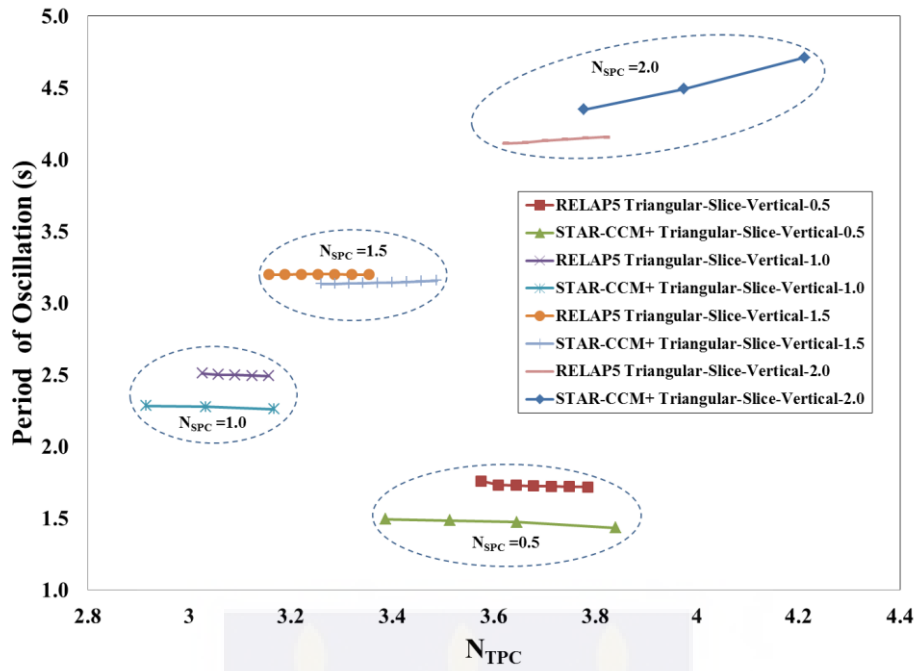 5.0
4.5
4.0
3.5
3.0
2.5
2.0
1.5
1.0
Period of Oscillation (s)
N_SPC =2.0
N_SPC =1.5
N_SPC =1.0
N_SPC =0.5
RELAP5 Triangular-Slice-Vertical-0.5
STAR-CCM+ Triangular-Slice-Vertical-0.5
RELAP5 Triangular-Slice-Vertical-1.0
STAR-CCM+ Triangular-Slice-Vertical-1.0
RELAP5 Triangular-Slice-Vertical-1.5
STAR-CCM+ Triangular-Slice-Vertical-1.5
RELAP5 Triangular-Slice-Vertical-2.0
STAR-CCM+ Triangular-Slice-Vertical-2.0
2.8 3 3.2 3.4 3.6 3.8 4 4.2 4.4
N_TPC